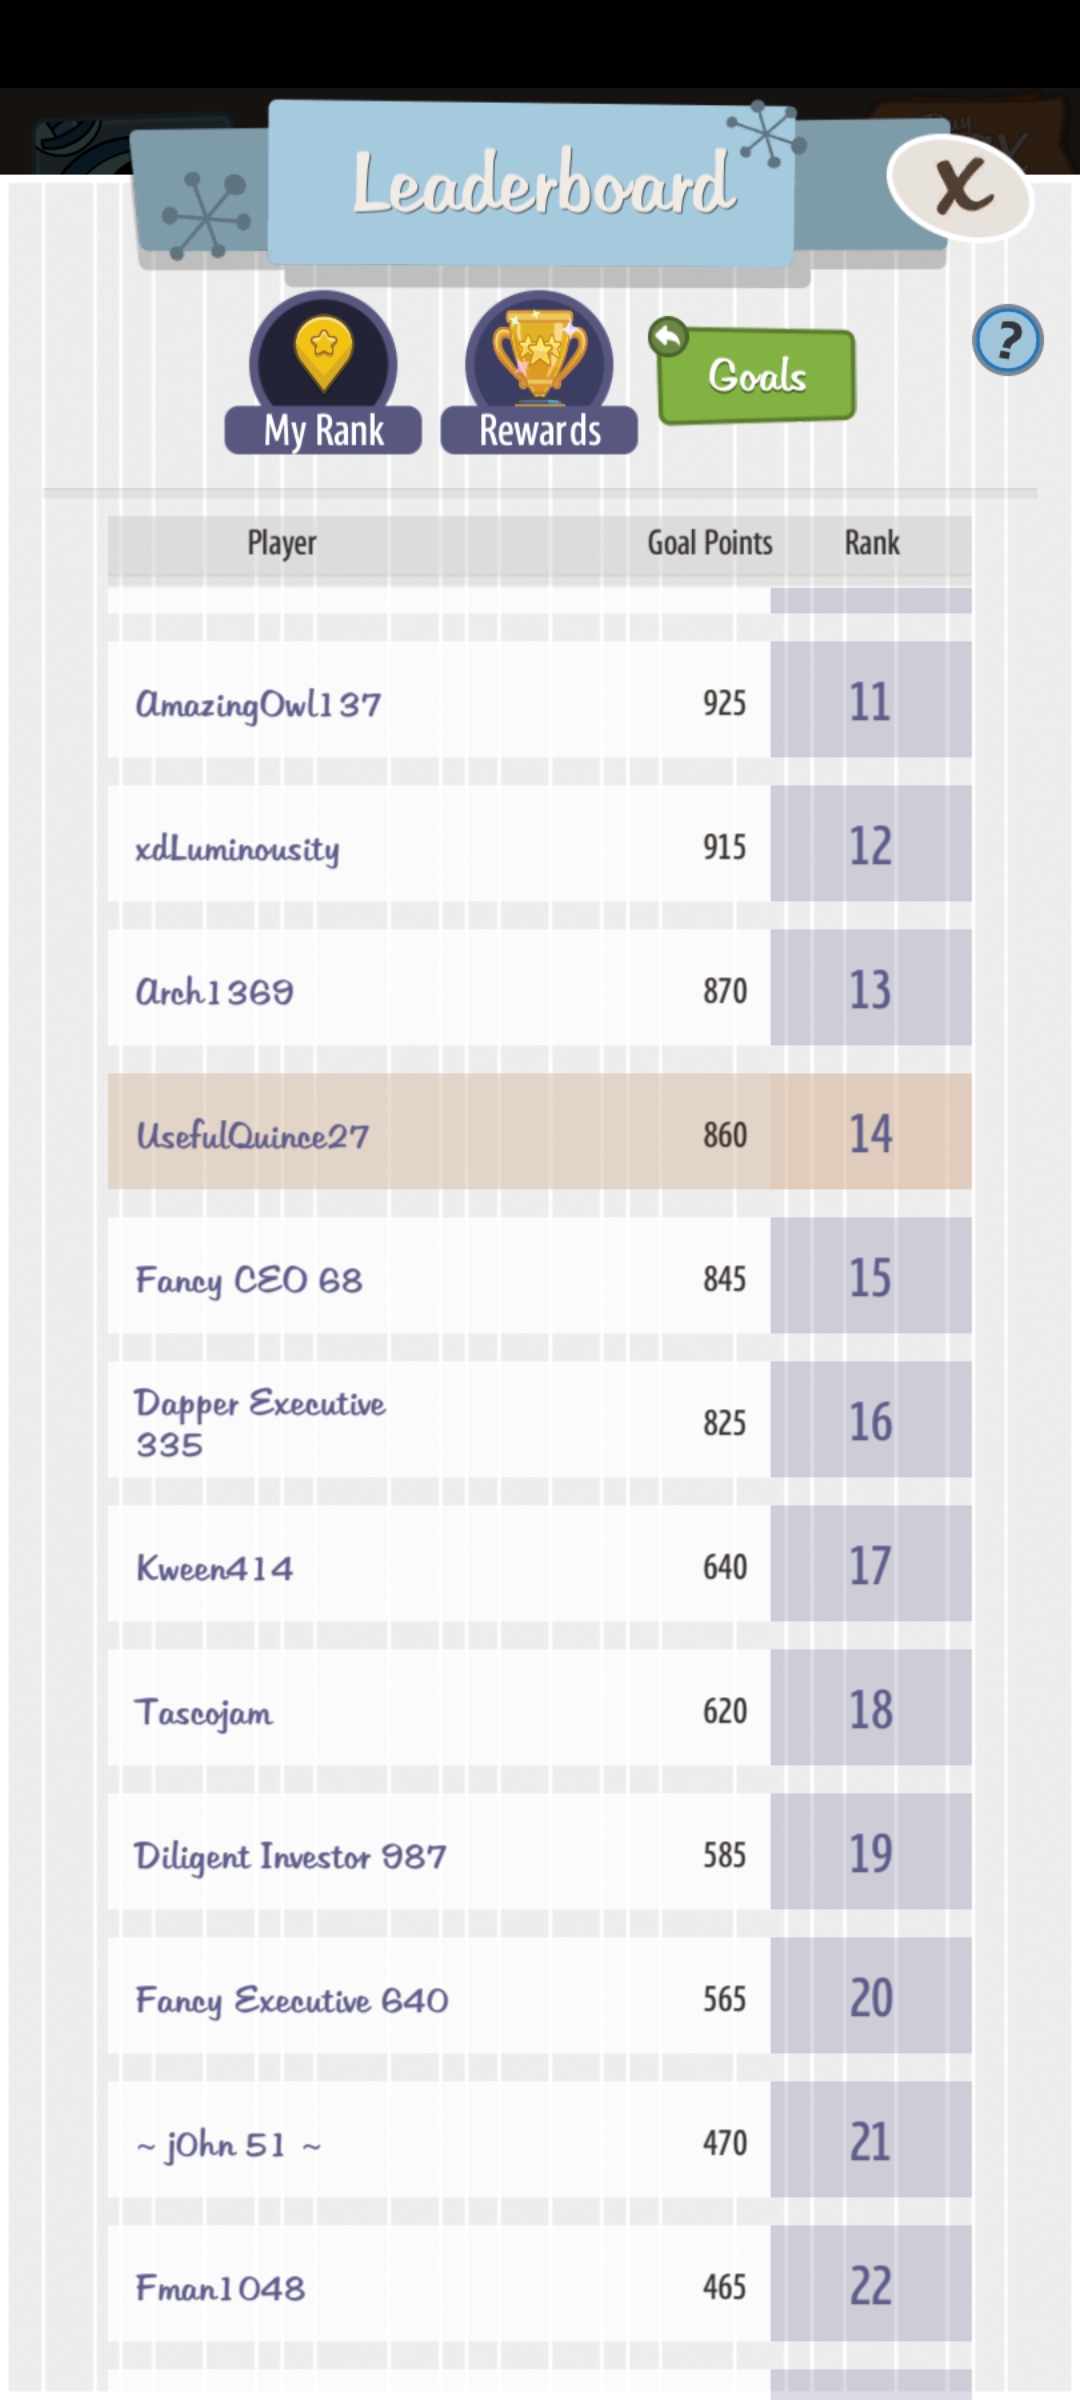 Leaderboard
X
My Rank
Rewards
Goals
?
Player Goal Points Rank
AmazingOwl137 925 11
xdLuminousity 915 12
Arch1369 870 13
UsefulQuince27 860 14
Fancy CEO 68 845 15
Dapper Executive
335 825 16
Kween414 640 17
Tascojam 620 18
Diligent Investor 987 585 19
Fancy Executive 640 565 20
~ jOhn 51 ~ 470 21
Fman1048 465 22